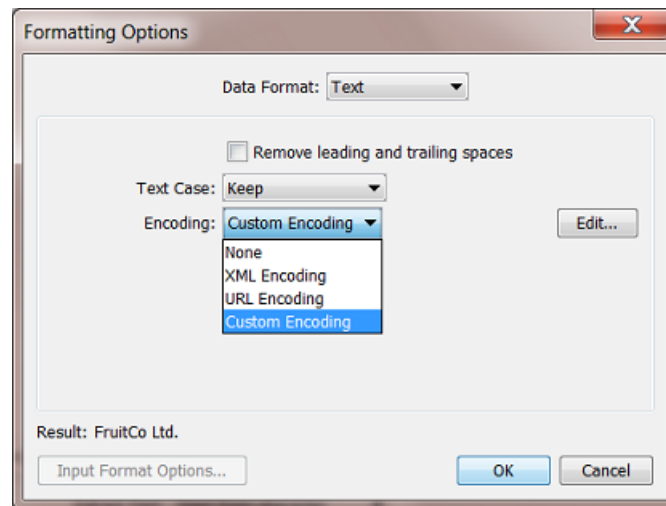 Formatting Options
Data Format: Text
Remove leading and trailing spaces
Text Case: Keep
Encoding: Custom Encoding Edit...
None
XML Encoding
URL Encoding
Custom Encoding
Result: FruitCo Ltd.
Input Format Options... OK Cancel